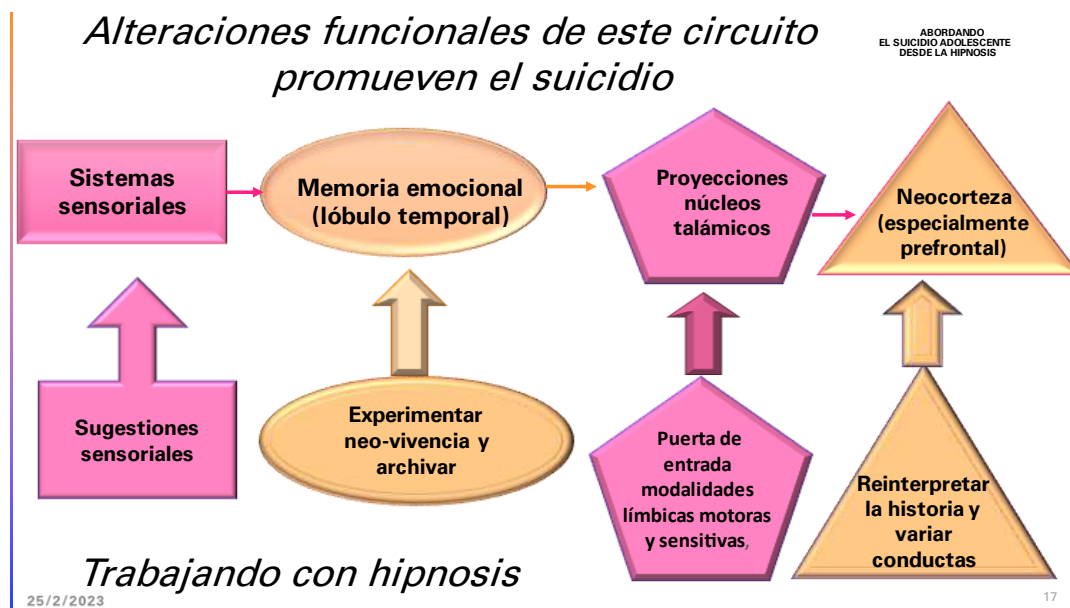 Alteraciones funcionales de este circuito
promueven el suicidio
ABORDANDO
EL SUICIDIO ADOLESCENTE
DESDE LA HIPNOSIS
Sistemas
sensoriales
Memoria emocional
(lóbulo temporal)
Proyecciones
núcleos
talámicos
Neocorteza
(especialmente
prefrontal)
Sugestiones
sensoriales
Experimentar
neo-vivencia y
archivar
Puerta de
entrada
modalidades
límbicas motoras
y sensitivas,
Reinterpretar
la historia y
variar
conductas
Trabajando con hipnosis
25/2/2023
17